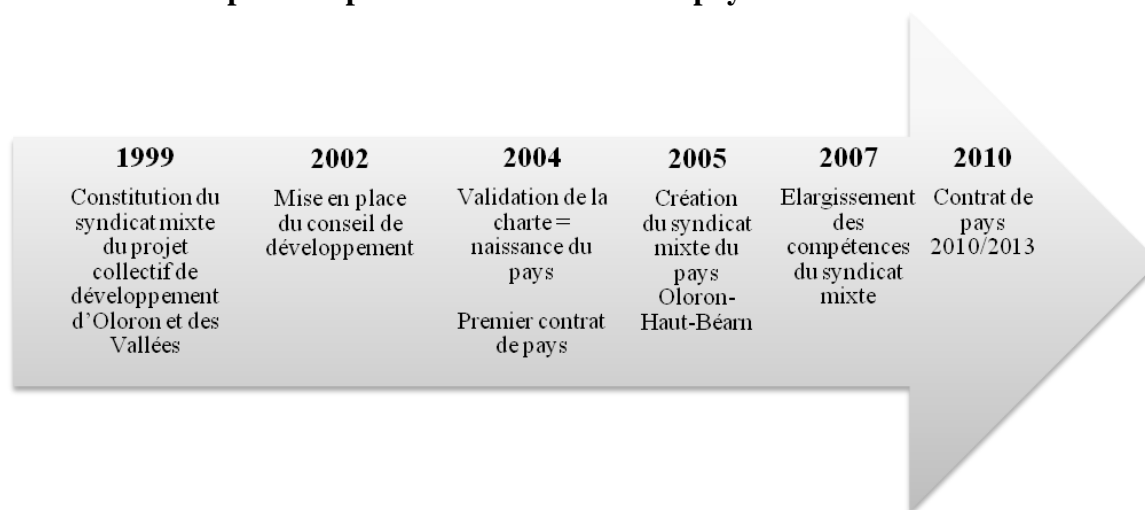 1999
Constitution du
syndicat mixte
du projet
collectif de
développement
d'Oloron et des
Vallées
2002
Mise en place
du conseil de
développement
2004
Validation de la
charte =
naissance du
pays
Premier contrat
de pays
2005
Création
du syndicat
mixte du
pays
Oloron-
Haut-Béarn
2007
Elargissement
des
compétences
du syndicat
mixte
2010
Contrat de
pays
2010/2013